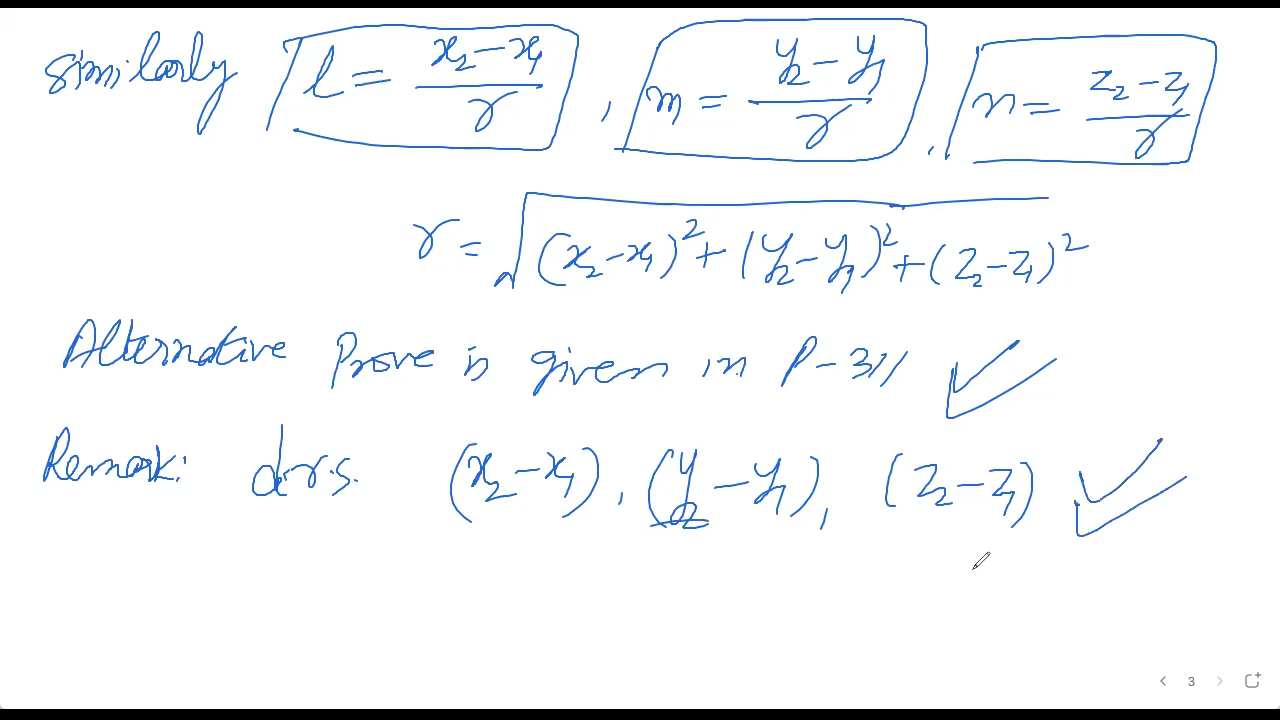 Similarly l = (x₂ - x₁)/r , m = (y₂ - y₁)/r , n = (z₂ - z₁)/r
r = √((x₂ - x₁)² + (y₂ - y₁)² + (z₂ - z₁)²)
Alternative Prove is given in P-311
Remark: d.r.s. (x₂ - x₁), (y₂ - y₁), (z₂ - z₁)
3